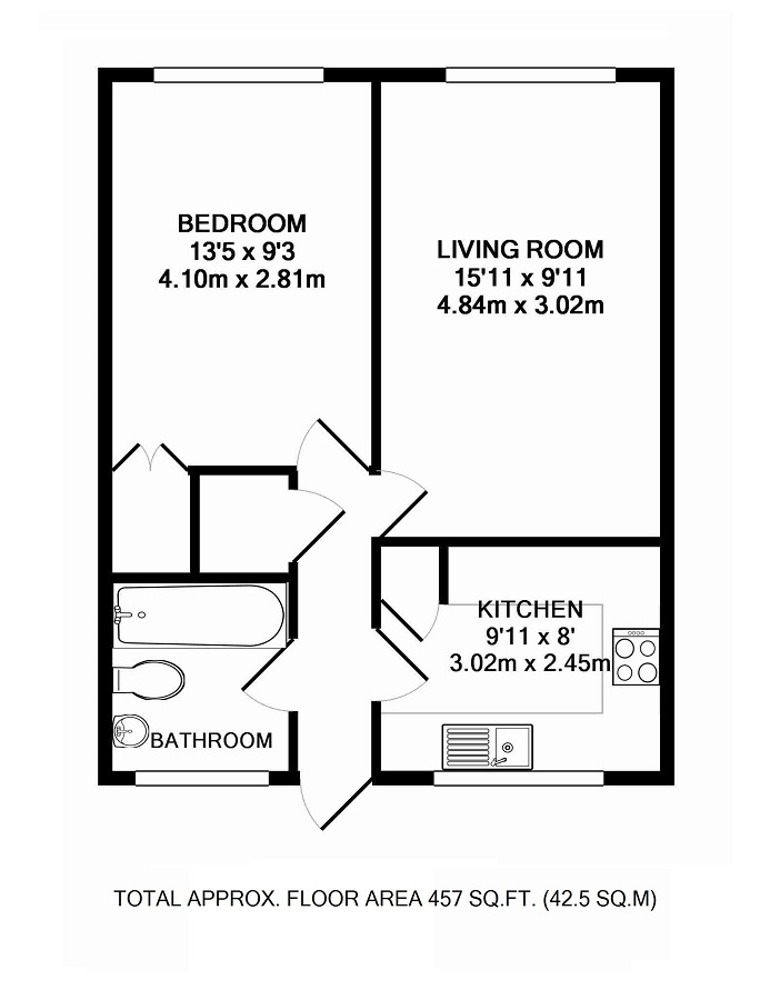 BEDROOM
13'5 x 9'3
4.10m x 2.81m
LIVING ROOM
15'11 x 9'11
4.84m x 3.02m
KITCHEN
9'11 x 8'
3.02m x 2.45m
BATHROOM
TOTAL APPROX. FLOOR AREA 457 SQ.FT. (42.5 SQ.M)